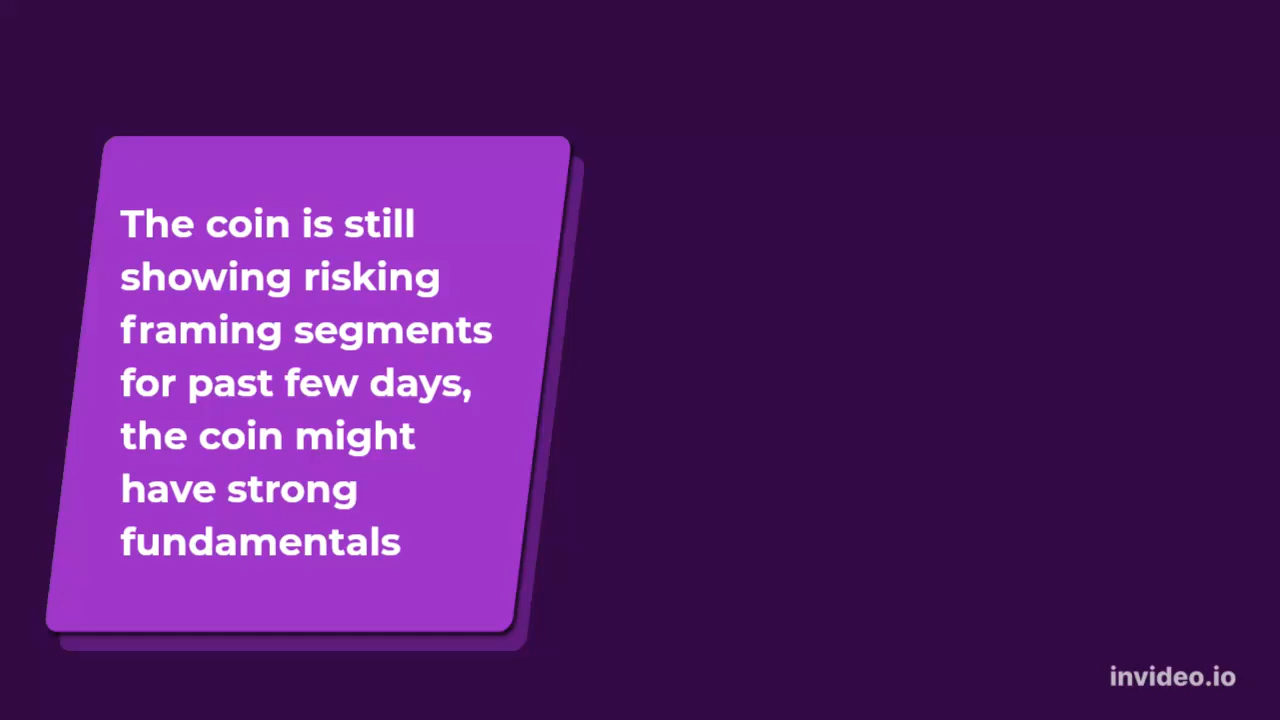 The coin is still
showing risking
framing segments
for past few days,
the coin might
have strong
fundamentals
invideo.io